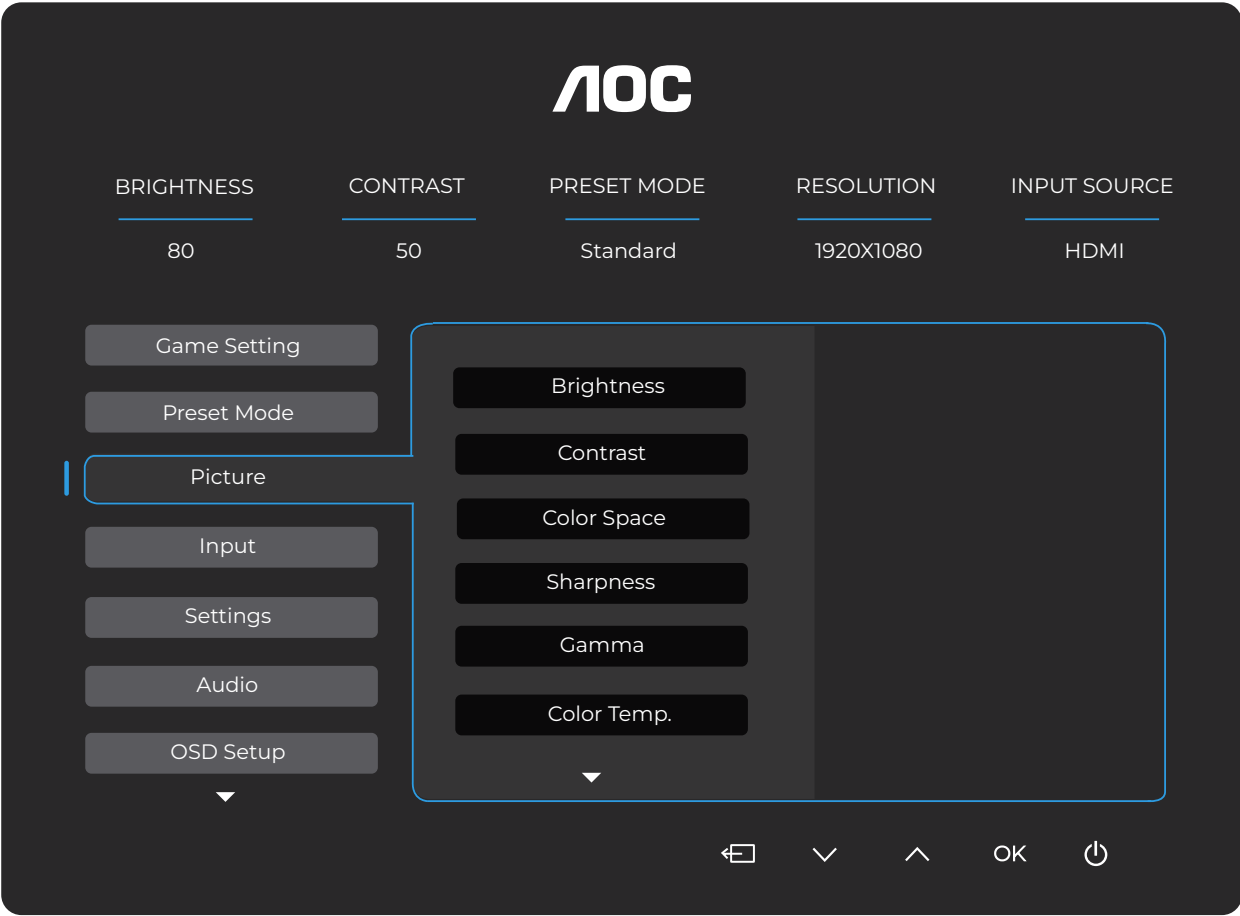 AOC
BRIGHTNESS CONTRAST PRESET MODE RESOLUTION INPUT SOURCE
80 50 Standard 1920X1080 HDMI
Game Setting
Preset Mode
Picture
Input
Settings
Audio
OSD Setup
Brightness
Contrast
Color Space
Sharpness
Gamma
Color Temp.
OK